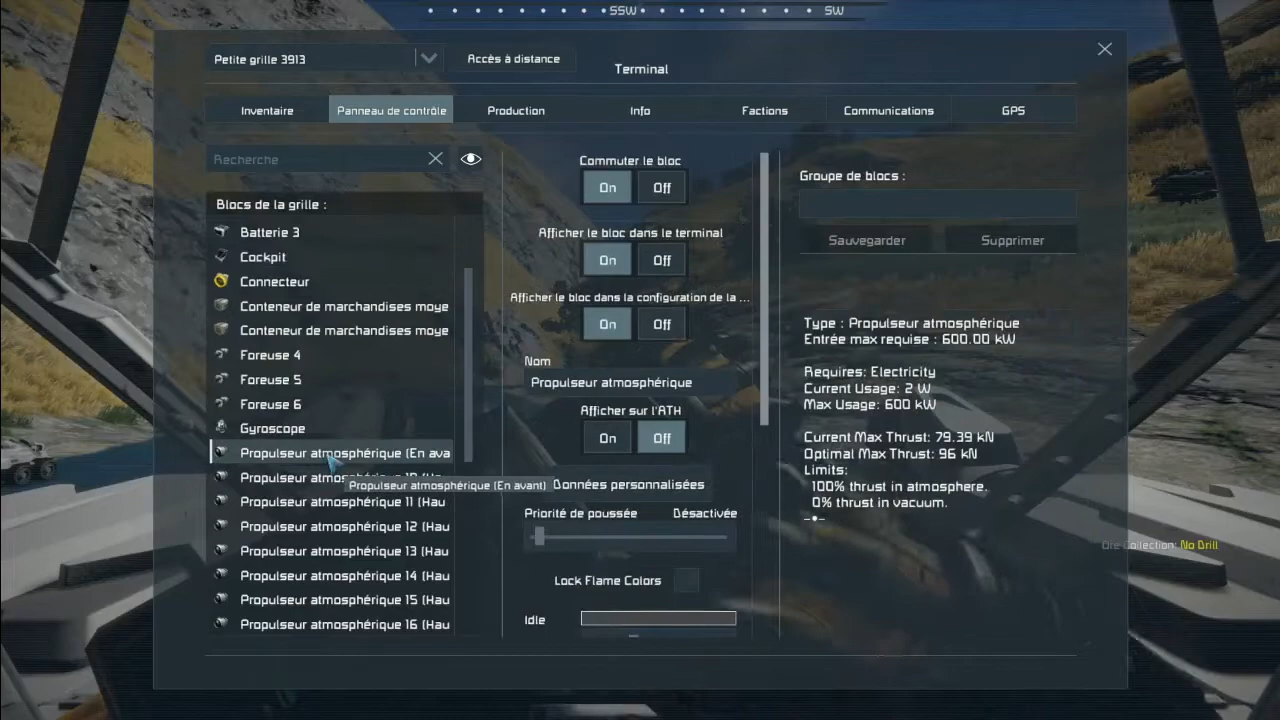 SSW
SW
Petite grille 3913
Accès à distance
Terminal
Inventaire
Panneau de contrôle
Production
Info
Factions
Communications
GPS
Recherche
Blocs de la grille :
Batterie 3
Cockpit
Connecteur
Conteneur de marchandises moye
Conteneur de marchandises moye
Foreuse 4
Foreuse 5
Foreuse 6
Gyroscope
Propulseur atmosphérique (En ava
Propulseur atmosphérique
Propulseur atmosphérique (En avant)
Propulseur atmosphérique 11 (Hau
Propulseur atmosphérique 12 (Hau
Propulseur atmosphérique 13 (Hau
Propulseur atmosphérique 14 (Hau
Propulseur atmosphérique 15 (Hau
Propulseur atmosphérique 16 (Hau
Commuter le bloc
On Off
Afficher le bloc dans le terminal
On Off
Afficher le bloc dans la configuration de la ...
On Off
Nom
Propulseur atmosphérique
Afficher sur l'ATH
On Off
Données personnalisées
Priorité de poussée Désactivée
Lock Flame Colors
Idle
Groupe de blocs :
Sauvegarder
Supprimer
Type : Propulseur atmosphérique
Entrée max requise : 600.00 kW
Requires: Electricity
Current Usage: 2 W
Max Usage: 600 kW
Current Max Thrust: 79.39 kN
Optimal Max Thrust: 96 kN
Limits:
100% thrust in atmosphere.
0% thrust in vacuum.
Ore Collection: No Drill